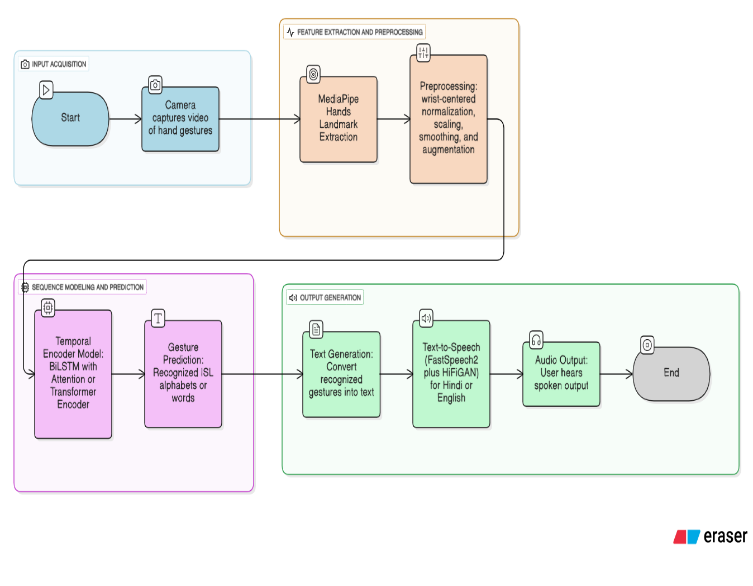 INPUT ACQUISITION
Start
Camera
captures video
of hand gestures
FEATURE EXTRACTION AND PREPROCESSING
MediaPipe
Hands
Landmark
Extraction
Preprocessing:
wrist-centered
normalization,
scaling,
smoothing, and
augmentation
SEQUENCE MODELING AND PREDICTION
Temporal
Encoder Model:
BiLSTM with
Attention or
Transformer
Encoder
T
Gesture
Prediction:
Recognized iSL
alphabets or
words
OUTPUT GENERATION
Text Generation:
Convert
recognized
gestures into text
Text-to-Speech
(FastSpeech2
plus HiFiGAN)
for Hindi or
English
Audio Output:
User hears
spoken output
End
eraser